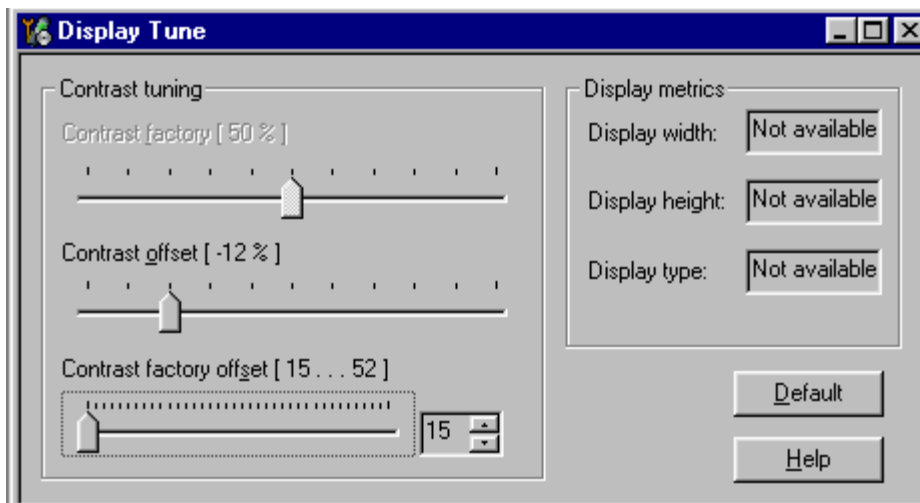 Display Tune
Contrast tuning
Contrast factory [ 50 % ]
Contrast offset [ -12 % ]
Contrast factory offset [ 15 . . . 52 ]
15
Display metrics
Display width: Not available
Display height: Not available
Display type: Not available
Default
Help